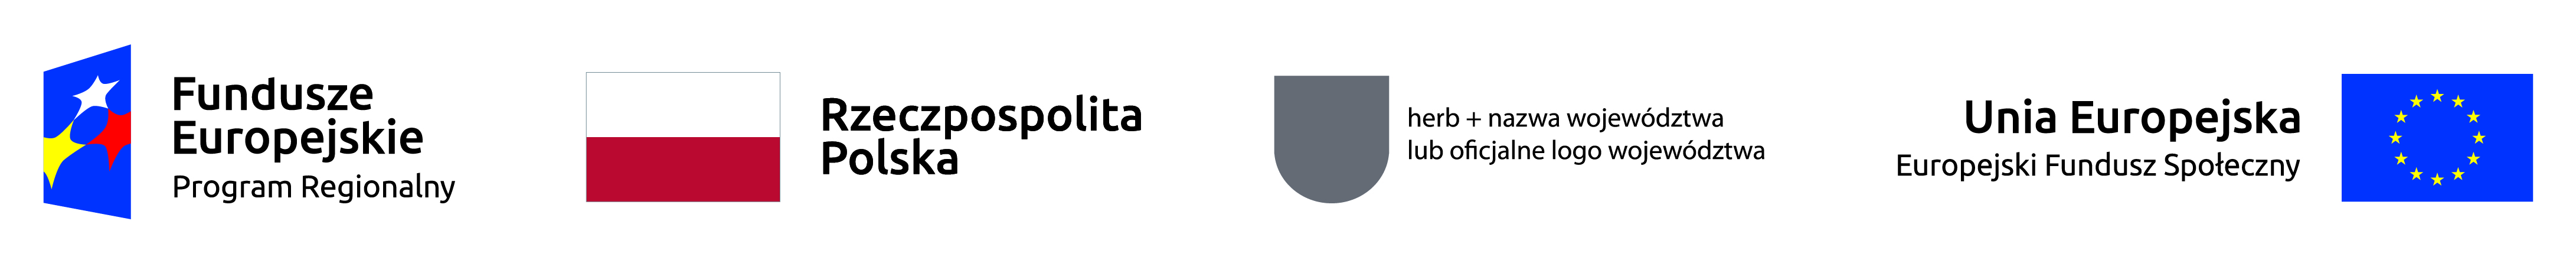 Fundusze
Europejskie
Program Regionalny
Rzeczpospolita
Polska
herb + nazwa województwa
lub oficjalne logo województwa
Unia Europejska
Europejski Fundusz Społeczny